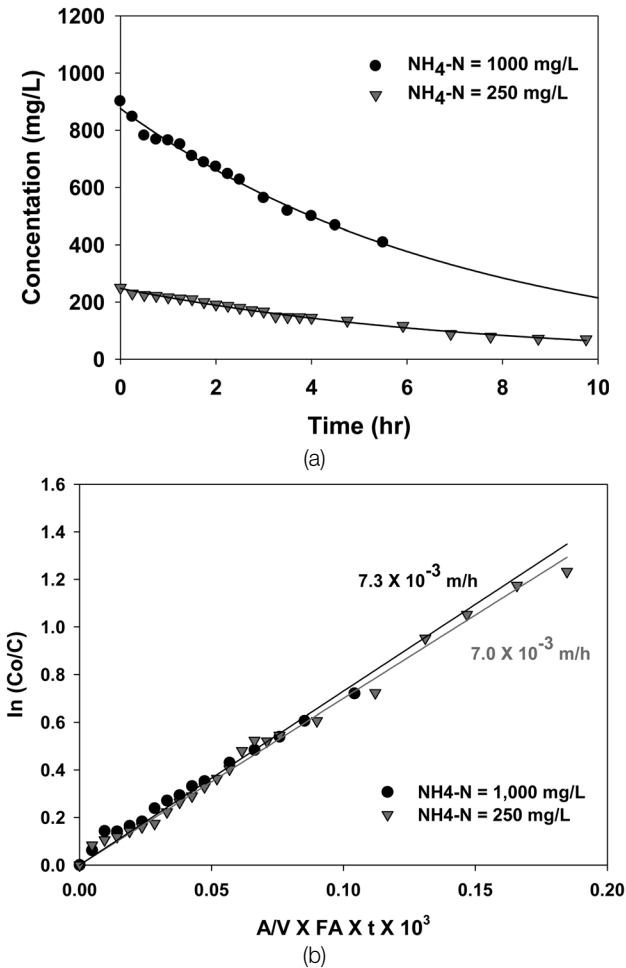 1200
1000
800
600
400
200
0
Concentation (mg/L)
NH4-N = 1000 mg/L
NH4-N = 250 mg/L
0 2 4 6 8 10
Time (hr)
(a)
1.6
1.4
1.2
1.0
0.8
0.6
0.4
0.2
0.0
ln (Co/C)
7.3 X 10-3 m/h
7.0 X 10-3 m/h
NH4-N = 1,000 mg/L
NH4-N = 250 mg/L
0.00 0.05 0.10 0.15 0.20
A/V X FA X t X 103
(b)